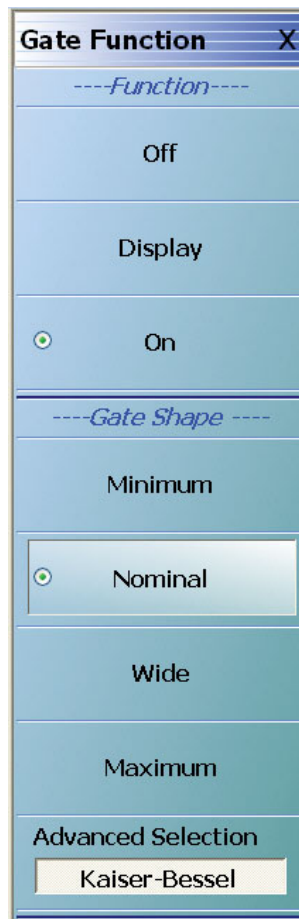 Gate Function X
----Function----
Off
Display
On
----Gate Shape ----
Minimum
Nominal
Wide
Maximum
Advanced Selection
Kaiser-Bessel